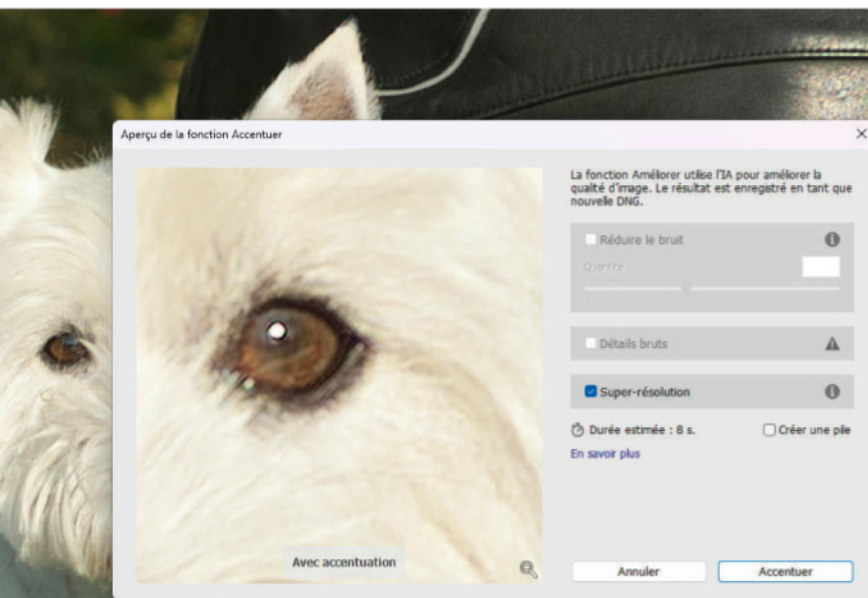 Aperçu de la fonction Accentuer
La fonction Améliorer utilise l'IA pour améliorer la
qualité d'image. Le résultat est enregistré en tant que
nouvelle DNG.
Réduire le bruit
Quantité
Détails bruts
Super-résolution
Durée estimée : 8 s.
Créer une pile
En savoir plus
Avec accentuation
Annuler
Accentuer